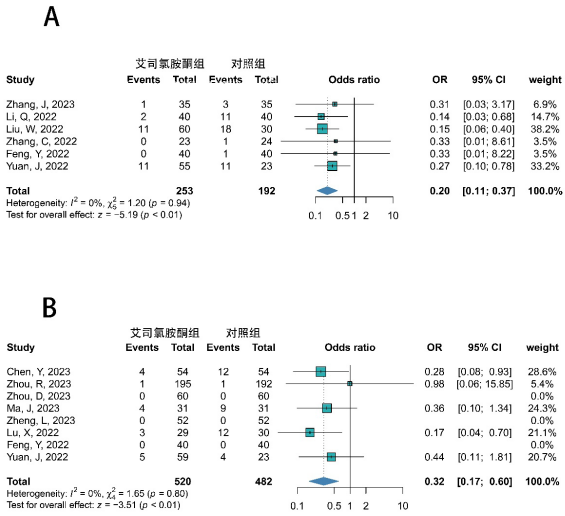 A
艾司氯胺酮组 对照组
Study Events Total Events Total Odds ratio OR 95% CI weight
Zhang, J, 2023 1 35 3 35 0.31 [0.03; 3.17] 6.9%
Li, Q, 2022 2 40 11 40 0.14 [0.03; 0.68] 14.7%
Liu, W, 2022 11 60 18 30 0.15 [0.06; 0.40] 38.2%
Zhang, C, 2022 0 23 1 24 0.33 [0.01; 8.61] 3.5%
Feng, Y, 2022 0 40 1 40 0.33 [0.01; 8.22] 3.5%
Yuan, J, 2022 11 55 11 23 0.27 [0.10; 0.78] 33.2%
Total 253 192 0.20 [0.11; 0.37] 100.0%
Heterogeneity: I² = 0%, χ²₅ = 1.20 (p = 0.94)
Test for overall effect: z = −5.19 (p < 0.01)
0.1 0.5 1 2 10
B
艾司氯胺酮组 对照组
Study Events Total Events Total Odds ratio OR 95% CI weight
Chen, Y, 2023 4 54 12 54 0.28 [0.08; 0.93] 28.6%
Zhou, R, 2023 1 195 1 192 0.98 [0.06; 15.85] 5.4%
Zhou, D, 2023 0 60 0 60 0.0%
Ma, J, 2023 4 31 9 31 0.36 [0.10; 1.34] 24.3%
Zheng, L, 2023 0 52 0 52 0.0%
Lu, X, 2022 3 29 12 30 0.17 [0.04; 0.70] 21.1%
Feng, Y, 2022 0 40 0 40 0.0%
Yuan, J, 2022 5 59 4 23 0.44 [0.11; 1.81] 20.7%
Total 520 482 0.32 [0.17; 0.60] 100.0%
Heterogeneity: I² = 0%, χ²₄ = 1.65 (p = 0.80)
Test for overall effect: z = −3.51 (p < 0.01)
0.1 0.5 1 2 10